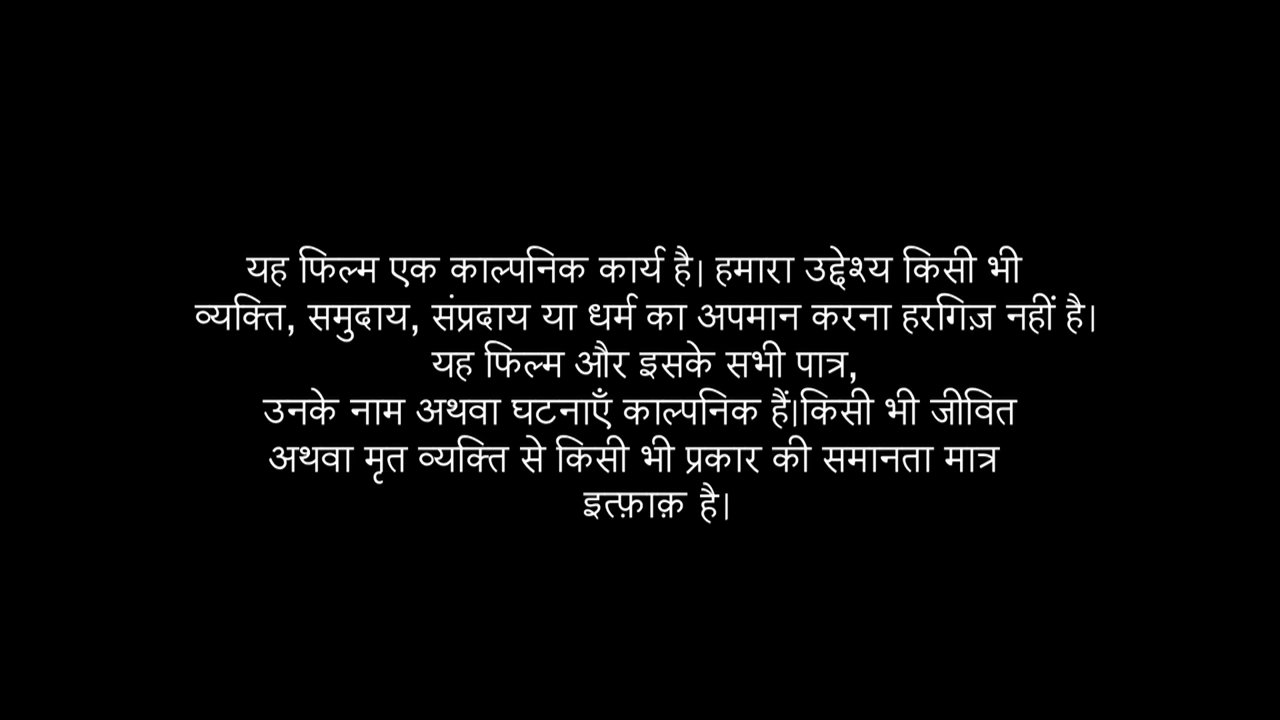 यह फिल्म एक काल्पनिक कार्य है। हमारा उद्देश्य किसी भी
व्यक्ति, समुदाय, संप्रदाय या धर्म का अपमान करना हरगिज़ नहीं है।
यह फिल्म और इसके सभी पात्र,
उनके नाम अथवा घटनाएँ काल्पनिक हैं।किसी भी जीवित
अथवा मृत व्यक्ति से किसी भी प्रकार की समानता मात्र
इत्फ़ाक़ है।